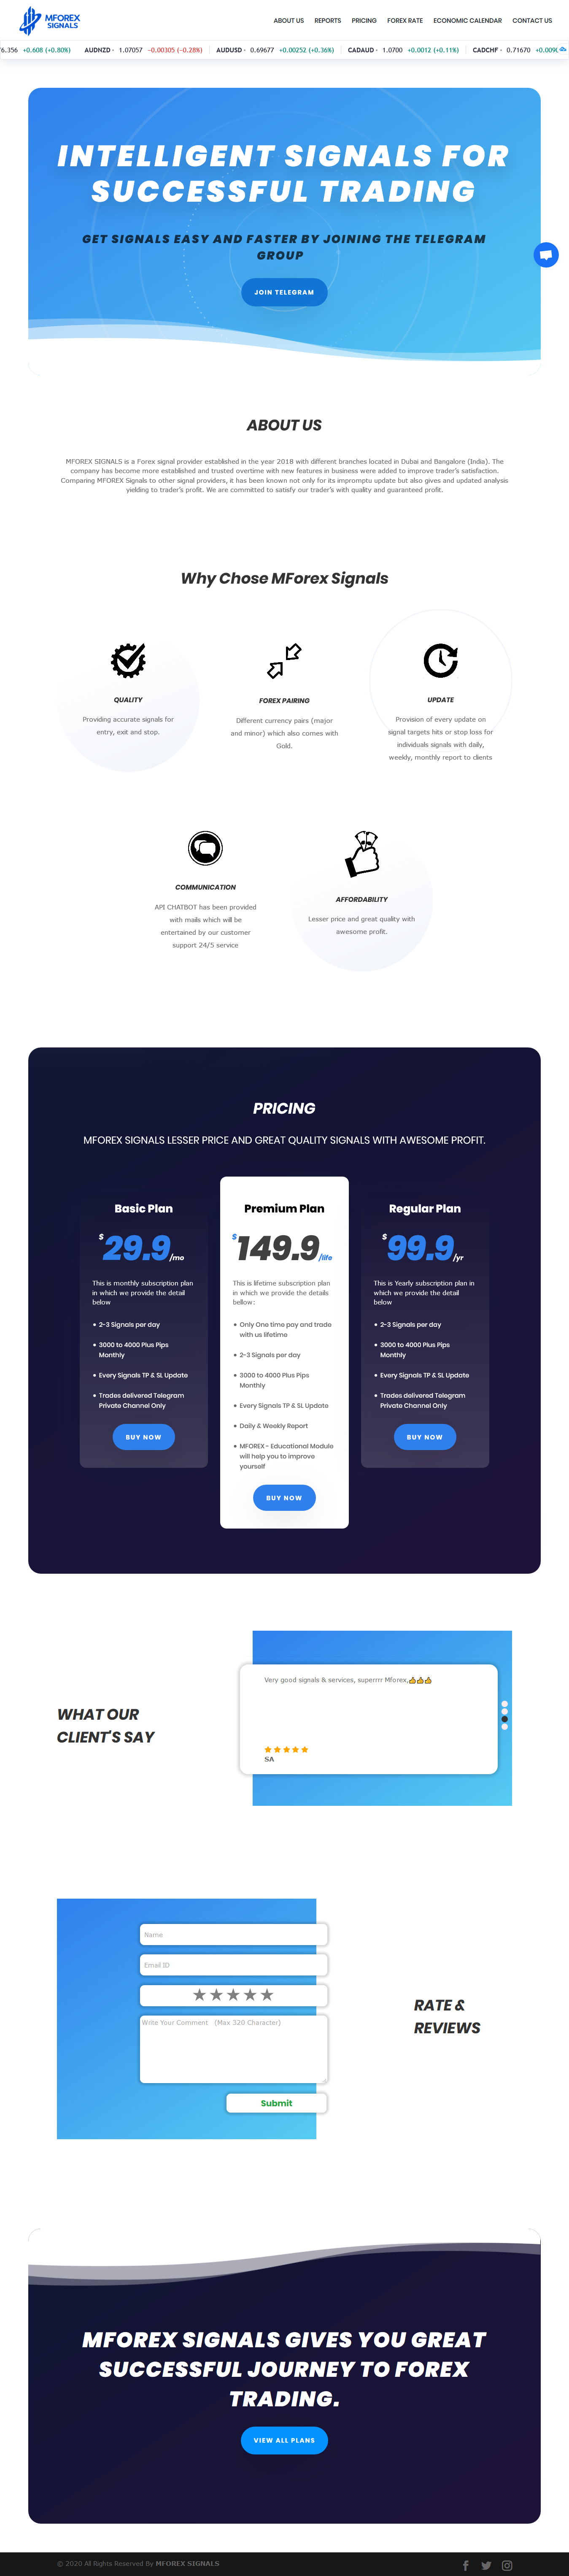 MFOREX
SIGNALS
ABOUT US REPORTS PRICING FOREX RATE ECONOMIC CALENDAR CONTACT US
6.356 +0.608 (+0.80%) AUDNZD 1.07057 −0.00305 (−0.28%) AUDUSD 0.69677 +0.00252 (+0.36%) CADAUD 1.0700 +0.0012 (+0.11%) CADCHF 0.71670
INTELLIGENT SIGNALS FOR
SUCCESSFUL TRADING
GET SIGNALS EASY AND FASTER BY JOINING THE TELEGRAM
GROUP
JOIN TELEGRAM
ABOUT US
MFOREX SIGNALS is a Forex signal provider established in the year 2018 with different branches located in Dubai and Bangalore (India). The
company has become more established and trusted overtime with new features in business were added to improve trader's satisfaction.
Comparing MFOREX Signals to other signal providers, it has been known not only for its impromptu update but also gives and updated analysis
yielding to trader's profit. We are committed to satisfy our trader's with quality and guaranteed profit.
Why Chose MForex Signals
QUALITY
Providing accurate signals for
entry, exit and stop.
FOREX PAIRING
Different currency pairs (major
and minor) which also comes with
Gold.
UPDATE
Provision of every update on
signal targets hits or stop loss for
individuals signals with daily,
weekly, monthly report to clients
COMMUNICATION
API CHATBOT has been provided
with mails which will be
entertained by our customer
support 24/5 service
AFFORDABILITY
Lesser price and great quality with
awesome profit.
PRICING
MFOREX SIGNALS LESSER PRICE AND GREAT QUALITY SIGNALS WITH AWESOME PROFIT.
Basic Plan
$29.9/mo
This is monthly subscription plan
in which we provide the detail
below
2-3 Signals per day
3000 to 4000 Plus Pips
Monthly
Every Signals TP & SL Update
Trades delivered Telegram
Private Channel Only
BUY NOW
Premium Plan
$149.9/life
This is lifetime subscription plan
in which we provide the details
bellow:
Only One time pay and trade
with us lifetime
2-3 Signals per day
3000 to 4000 Plus Pips
Monthly
Every Signals TP & SL Update
Daily & Weekly Report
MFOREX - Educational Module
will help you to improve
yourself
BUY NOW
Regular Plan
$99.9/yr
This is Yearly subscription plan in
which we provide the detail
below
2-3 Signals per day
3000 to 4000 Plus Pips
Monthly
Every Signals TP & SL Update
Trades delivered Telegram
Private Channel Only
BUY NOW
WHAT OUR
CLIENT'S SAY
Very good signals & services, superrrr Mforex,👍👍👍
SA
Name
Email ID
Write Your Comment (Max 320 Character)
Submit
RATE &
REVIEWS
MFOREX SIGNALS GIVES YOU GREAT
SUCCESSFUL JOURNEY TO FOREX
TRADING.
VIEW ALL PLANS
© 2020 All Rights Reserved By MFOREX SIGNALS